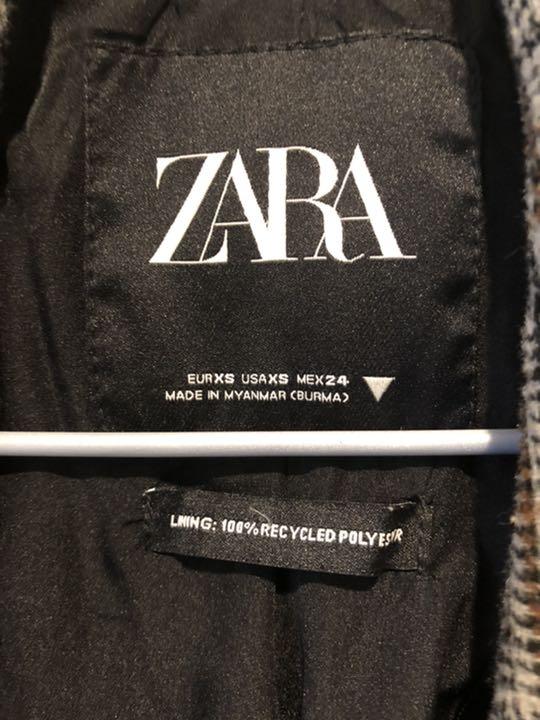 ZARA
EURXS USAXS MEX24
MADE IN MYANMAR (BURMA)
LINING: 100% RECYCLED POLYESTER